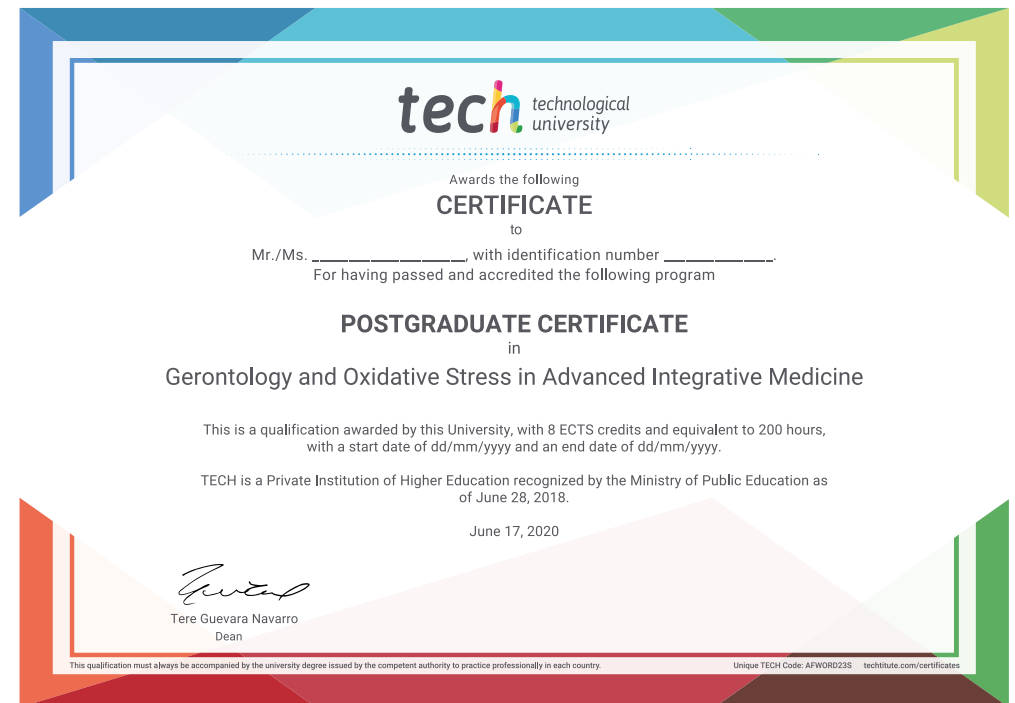 tech technological
university
Awards the following
CERTIFICATE
to
Mr./Ms. ____________________, with identification number ______________.
For having passed and accredited the following program
POSTGRADUATE CERTIFICATE
in
Gerontology and Oxidative Stress in Advanced Integrative Medicine
This is a qualification awarded by this University, with 8 ECTS credits and equivalent to 200 hours,
with a start date of dd/mm/yyyy and an end date of dd/mm/yyyy.
TECH is a Private Institution of Higher Education recognized by the Ministry of Public Education as
of June 28, 2018.
June 17, 2020
Tere Guevara Navarro
Dean
This qualification must always be accompanied by the university degree issued by the competent authority to practice professionally in each country.
Unique TECH Code: AFWORD23S techtitute.com/certificates